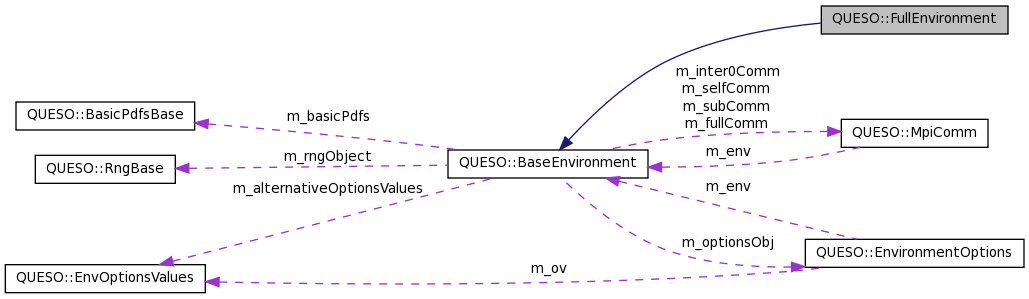 QUESO::FullEnvironment
m_inter0Comm
m_selfComm
m_subComm
m_fullComm
QUESO::BasicPdfsBase
m_basicPdfs
QUESO::MpiComm
m_rngObject
m_env
QUESO::RngBase
QUESO::BaseEnvironment
m_alternativeOptionsValues
m_env
m_optionsObj
QUESO::EnvironmentOptions
QUESO::EnvOptionsValues
m_ov